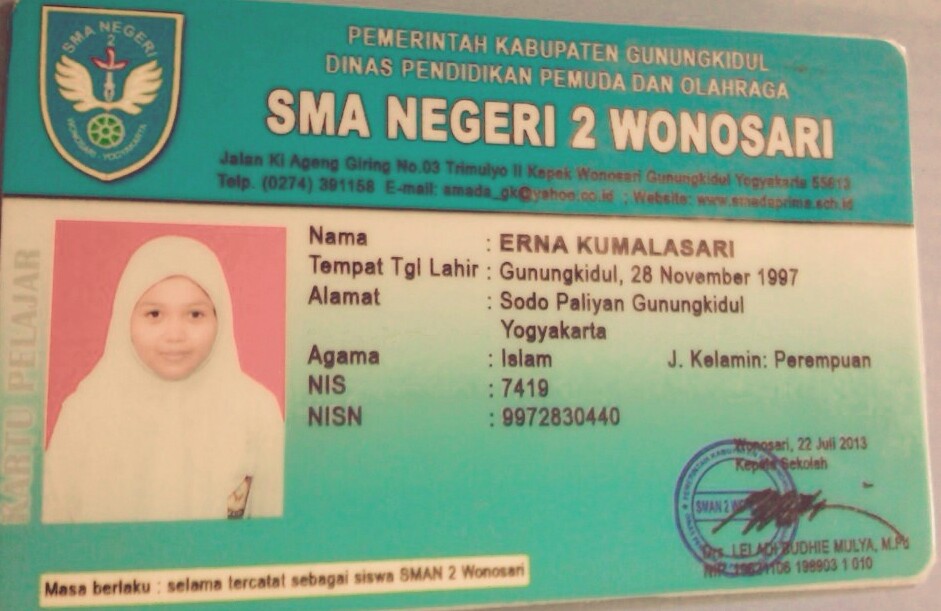 SMA NEGERI
2
WONOSARI - YOGYAKARTA
PEMERINTAH KABUPATEN GUNUNGKIDUL
DINAS PENDIDIKAN PEMUDA DAN OLAHRAGA
SMA NEGERI 2 WONOSARI
Jalan Ki Ageng Giring No.03 Trimulyo II Kepek Wonosari Gunungkidul Yogyakarta 55813
Telp. (0274) 391158 E-mail: smada_gk@yahoo.co.id ; Website: www.smadaprima.sch.id
KARTU PELAJAR
Nama : ERNA KUMALASARI
Tempat Tgl Lahir : Gunungkidul, 28 November 1997
Alamat : Sodo Paliyan Gunungkidul
Yogyakarta
Agama : Islam J. Kelamin: Perempuan
NIS : 7419
NISN : 9972830440
Wonosari, 22 Juli 2013
Kepala Sekolah
SMAN 2
Drs. LELADI BUDHIE MULYA, M.Pd
NIP. 198903 1 010
Masa berlaku : selama tercatat sebagai siswa SMAN 2 Wonosari